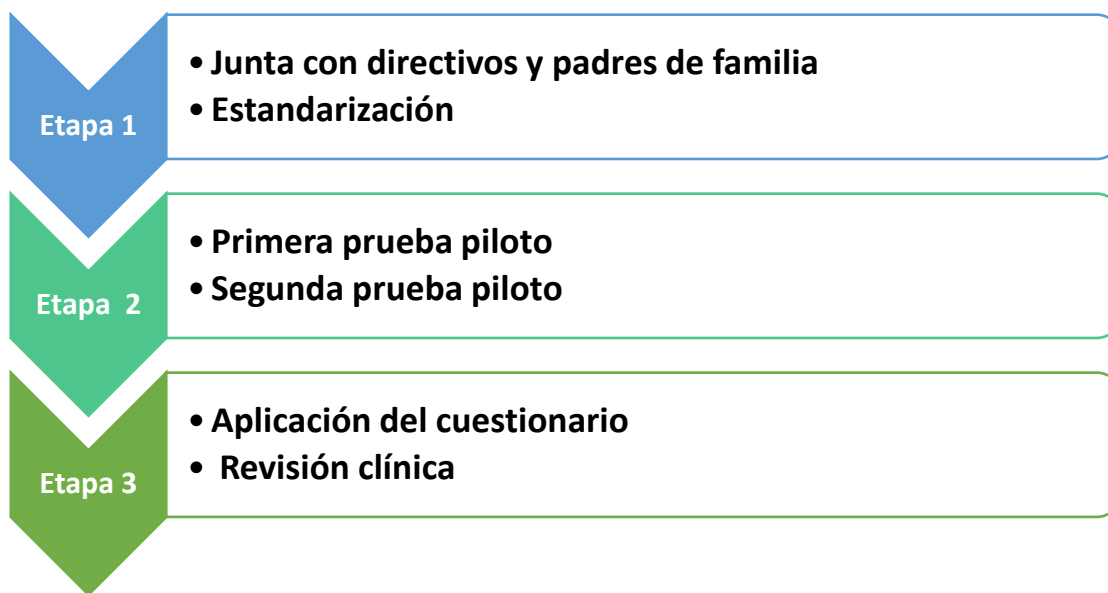 Etapa 1
• Junta con directivos y padres de familia
• Estandarización
Etapa 2
• Primera prueba piloto
• Segunda prueba piloto
Etapa 3
• Aplicación del cuestionario
• Revisión clínica